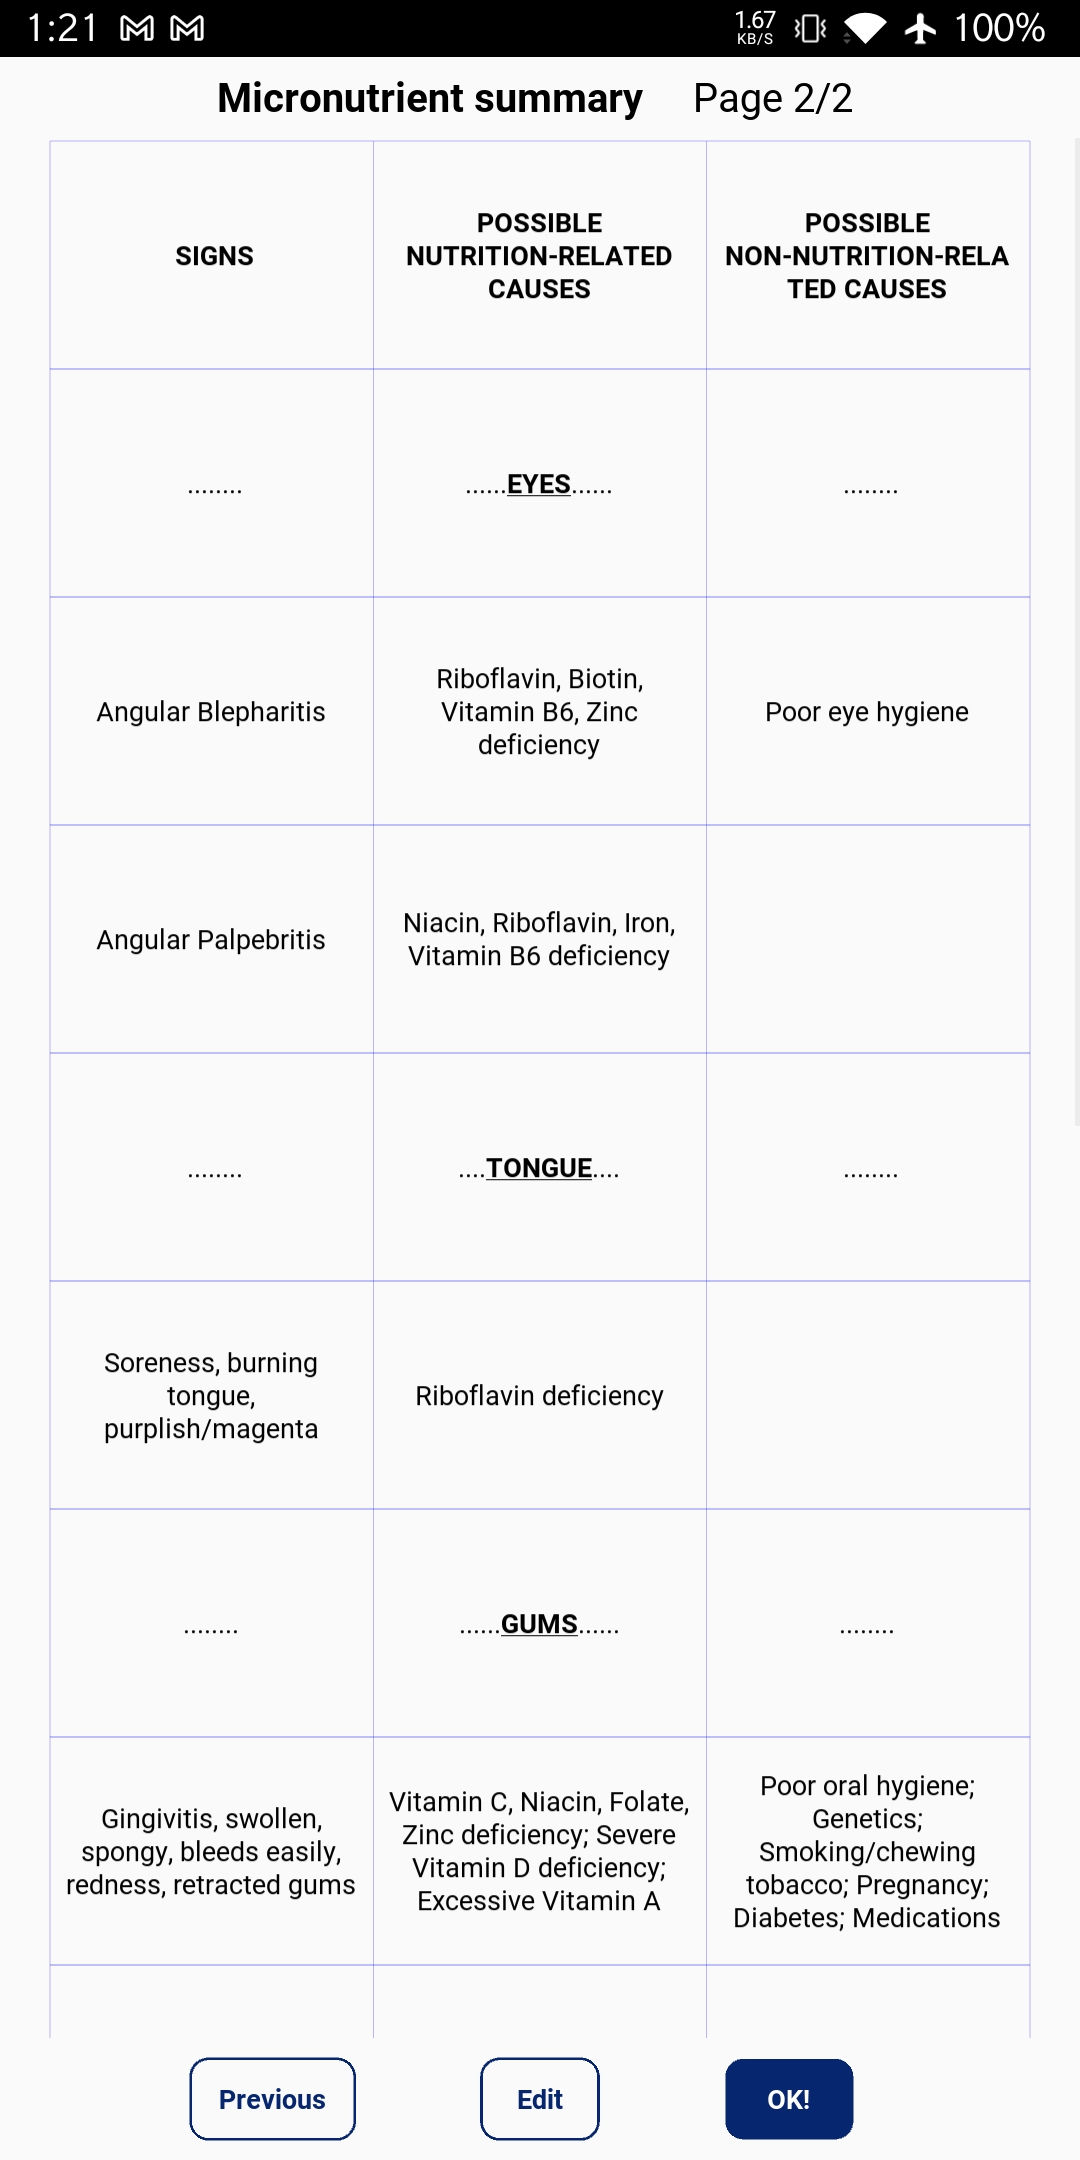 1:21 1.67 KB/S 100%
Micronutrient summary Page 2/2
SIGNS
POSSIBLE
NUTRITION-RELATED
CAUSES
POSSIBLE
NON-NUTRITION-RELA
TED CAUSES
........ ......EYES...... ........
Angular Blepharitis
Riboflavin, Biotin,
Vitamin B6, Zinc
deficiency
Poor eye hygiene
Angular Palpebritis
Niacin, Riboflavin, Iron,
Vitamin B6 deficiency
........ ....TONGUE.... ........
Soreness, burning
tongue,
purplish/magenta
Riboflavin deficiency
........ ......GUMS...... ........
Gingivitis, swollen,
spongy, bleeds easily,
redness, retracted gums
Vitamin C, Niacin, Folate,
Zinc deficiency; Severe
Vitamin D deficiency;
Excessive Vitamin A
Poor oral hygiene;
Genetics;
Smoking/chewing
tobacco; Pregnancy;
Diabetes; Medications
Previous Edit OK!